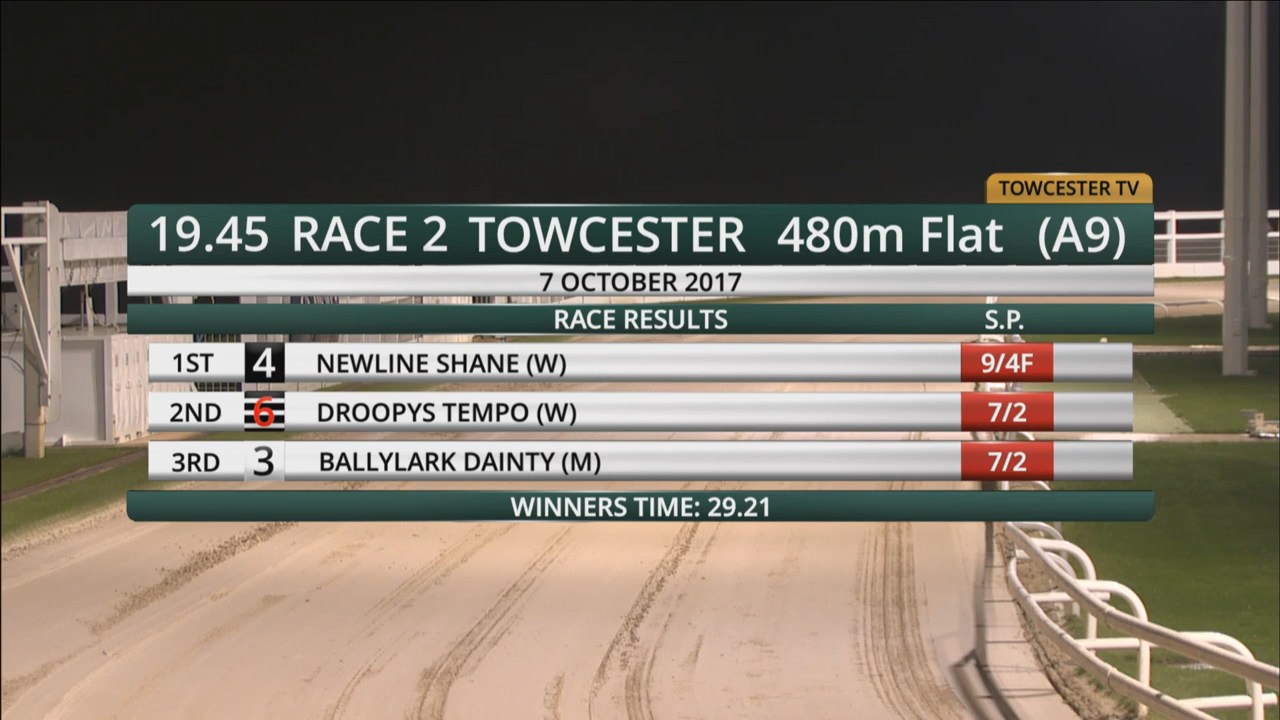 TOWCESTER TV
19.45 RACE 2 TOWCESTER 480m Flat (A9)
7 OCTOBER 2017
RACE RESULTS S.P.
1ST 4 NEWLINE SHANE (W) 9/4F
2ND 6 DROOPYS TEMPO (W) 7/2
3RD 3 BALLYLARK DAINTY (M) 7/2
WINNERS TIME: 29.21